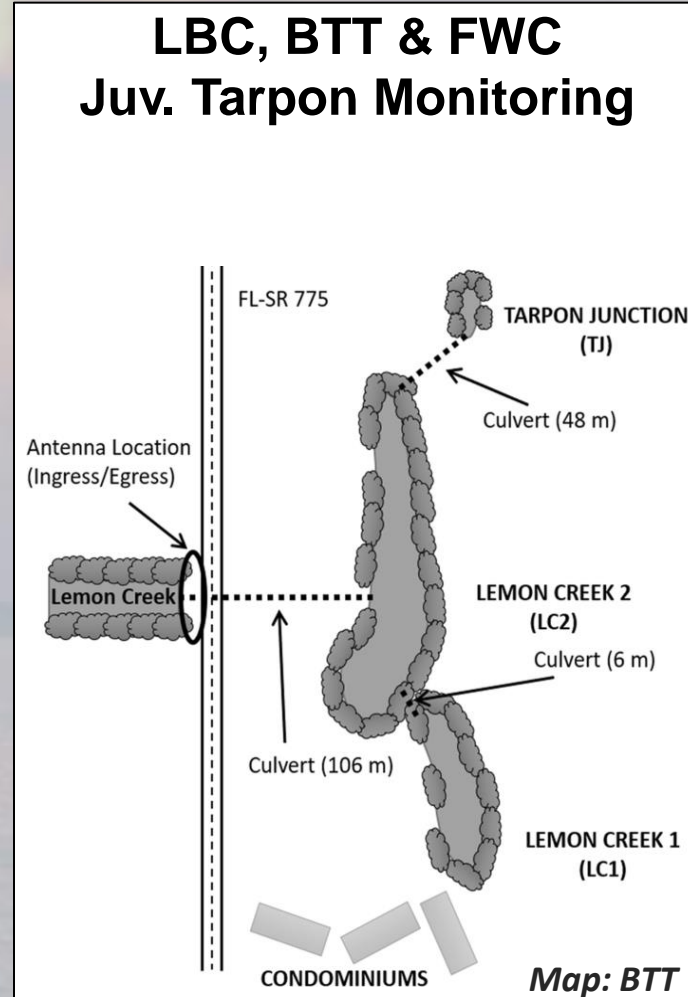 LBC, BTT & FWC
Juv. Tarpon Monitoring
FL-SR 775
TARPON JUNCTION
(TJ)
Culvert (48 m)
Antenna Location
(Ingress/Egress)
Lemon Creek
LEMON CREEK 2
(LC2)
Culvert (6 m)
Culvert (106 m)
LEMON CREEK 1
(LC1)
CONDOMINIUMS
Map: BTT